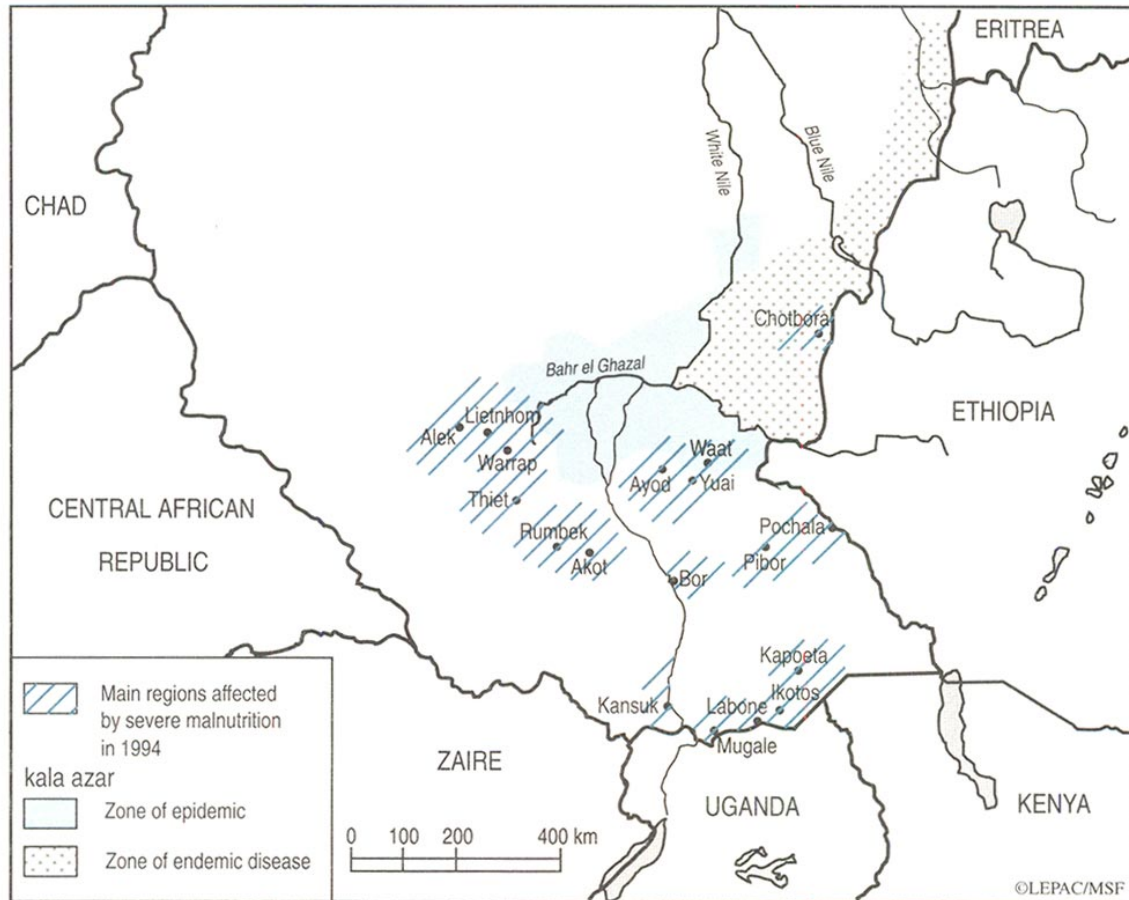 ERITREA
White Nile
Blue Nile
CHAD
Chotbora
Bahr el Ghazal
ETHIOPIA
Lietnhom
Alek
Warrap
Waat
Ayod
Yuai
Thiet
CENTRAL AFRICAN
REPUBLIC
Rumbek
Akot
Pochala
Pibor
Bor
Kapoeta
Ikotos
Labone
Kansuk
Mugale
ZAIRE
UGANDA
KENYA
Main regions affected
by severe malnutrition
in 1994
kala azar
Zone of epidemic
Zone of endemic disease
0 100 200 400 km
©LEPAC/MSF